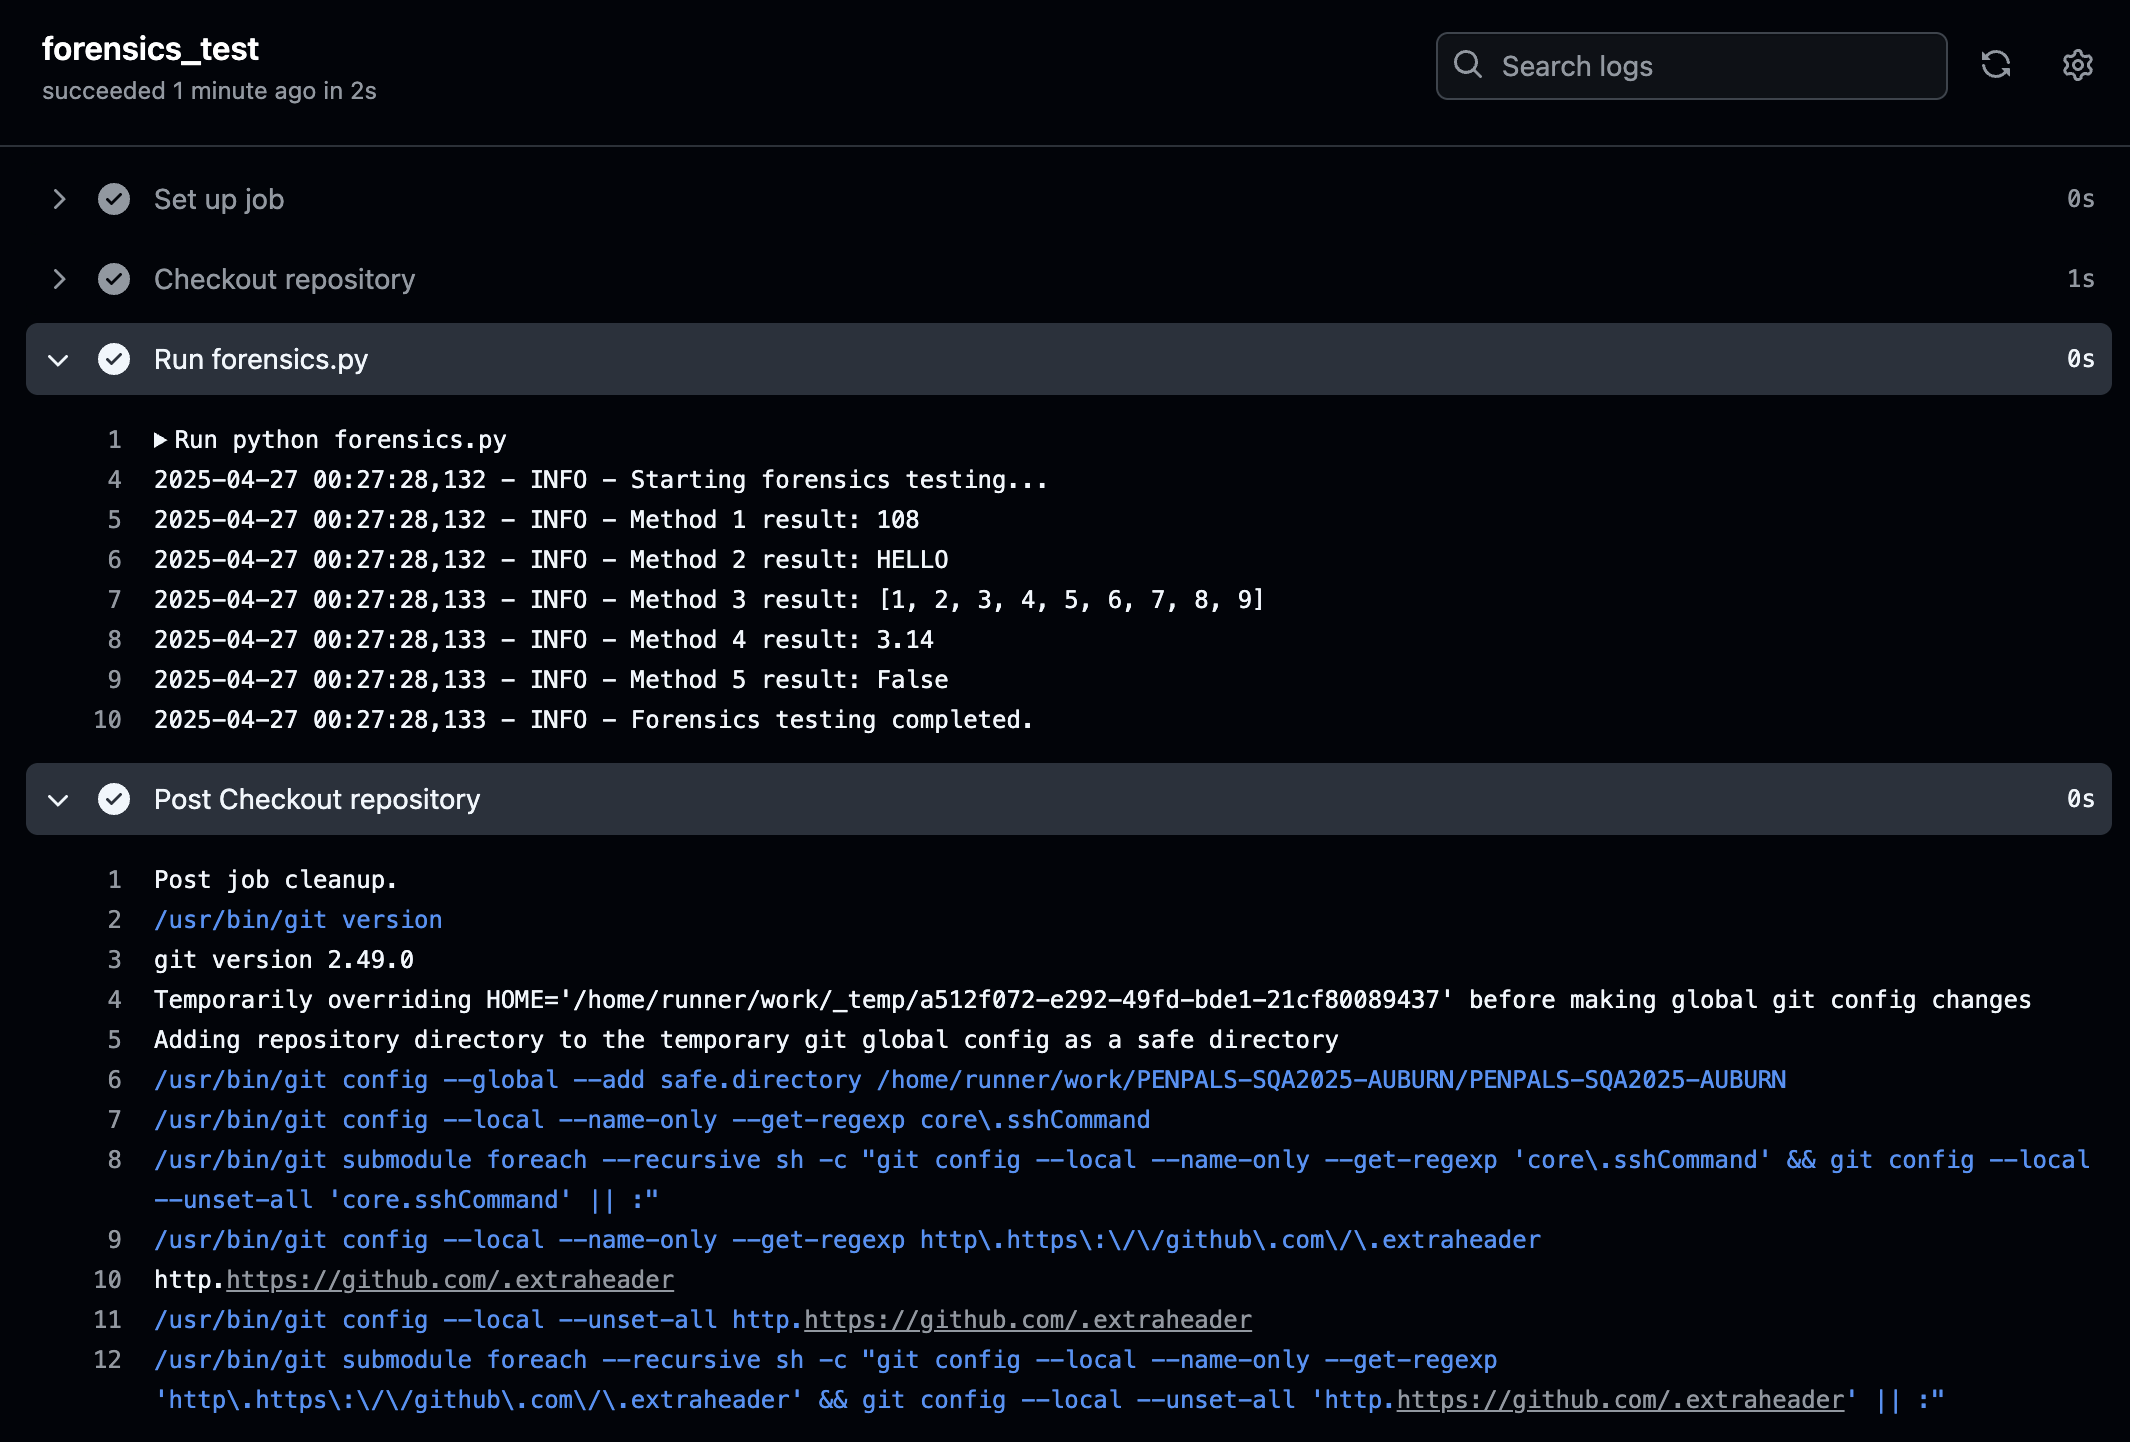 forensics_test
succeeded 1 minute ago in 2s
Search logs
Set up job 0s
Checkout repository 1s
Run forensics.py 0s
1 Run python forensics.py
4 2025-04-27 00:27:28,132 - INFO - Starting forensics testing...
5 2025-04-27 00:27:28,132 - INFO - Method 1 result: 108
6 2025-04-27 00:27:28,132 - INFO - Method 2 result: HELLO
7 2025-04-27 00:27:28,133 - INFO - Method 3 result: [1, 2, 3, 4, 5, 6, 7, 8, 9]
8 2025-04-27 00:27:28,133 - INFO - Method 4 result: 3.14
9 2025-04-27 00:27:28,133 - INFO - Method 5 result: False
10 2025-04-27 00:27:28,133 - INFO - Forensics testing completed.
Post Checkout repository 0s
1 Post job cleanup.
2 /usr/bin/git version
3 git version 2.49.0
4 Temporarily overriding HOME='/home/runner/work/_temp/a512f072-e292-49fd-bde1-21cf80089437' before making global git config changes
5 Adding repository directory to the temporary git global config as a safe directory
6 /usr/bin/git config --global --add safe.directory /home/runner/work/PENPALS-SQA2025-AUBURN/PENPALS-SQA2025-AUBURN
7 /usr/bin/git config --local --name-only --get-regexp core\.sshCommand
8 /usr/bin/git submodule foreach --recursive sh -c "git config --local --name-only --get-regexp 'core\.sshCommand' && git config --local
--unset-all 'core.sshCommand' || :"
9 /usr/bin/git config --local --name-only --get-regexp http\.https\:\/\/github\.com\/\.extraheader
10 http.https://github.com/.extraheader
11 /usr/bin/git config --local --unset-all http.https://github.com/.extraheader
12 /usr/bin/git submodule foreach --recursive sh -c "git config --local --name-only --get-regexp
'http\.https\:\/\/github\.com\/\.extraheader' && git config --local --unset-all 'http.https://github.com/.extraheader' || :"